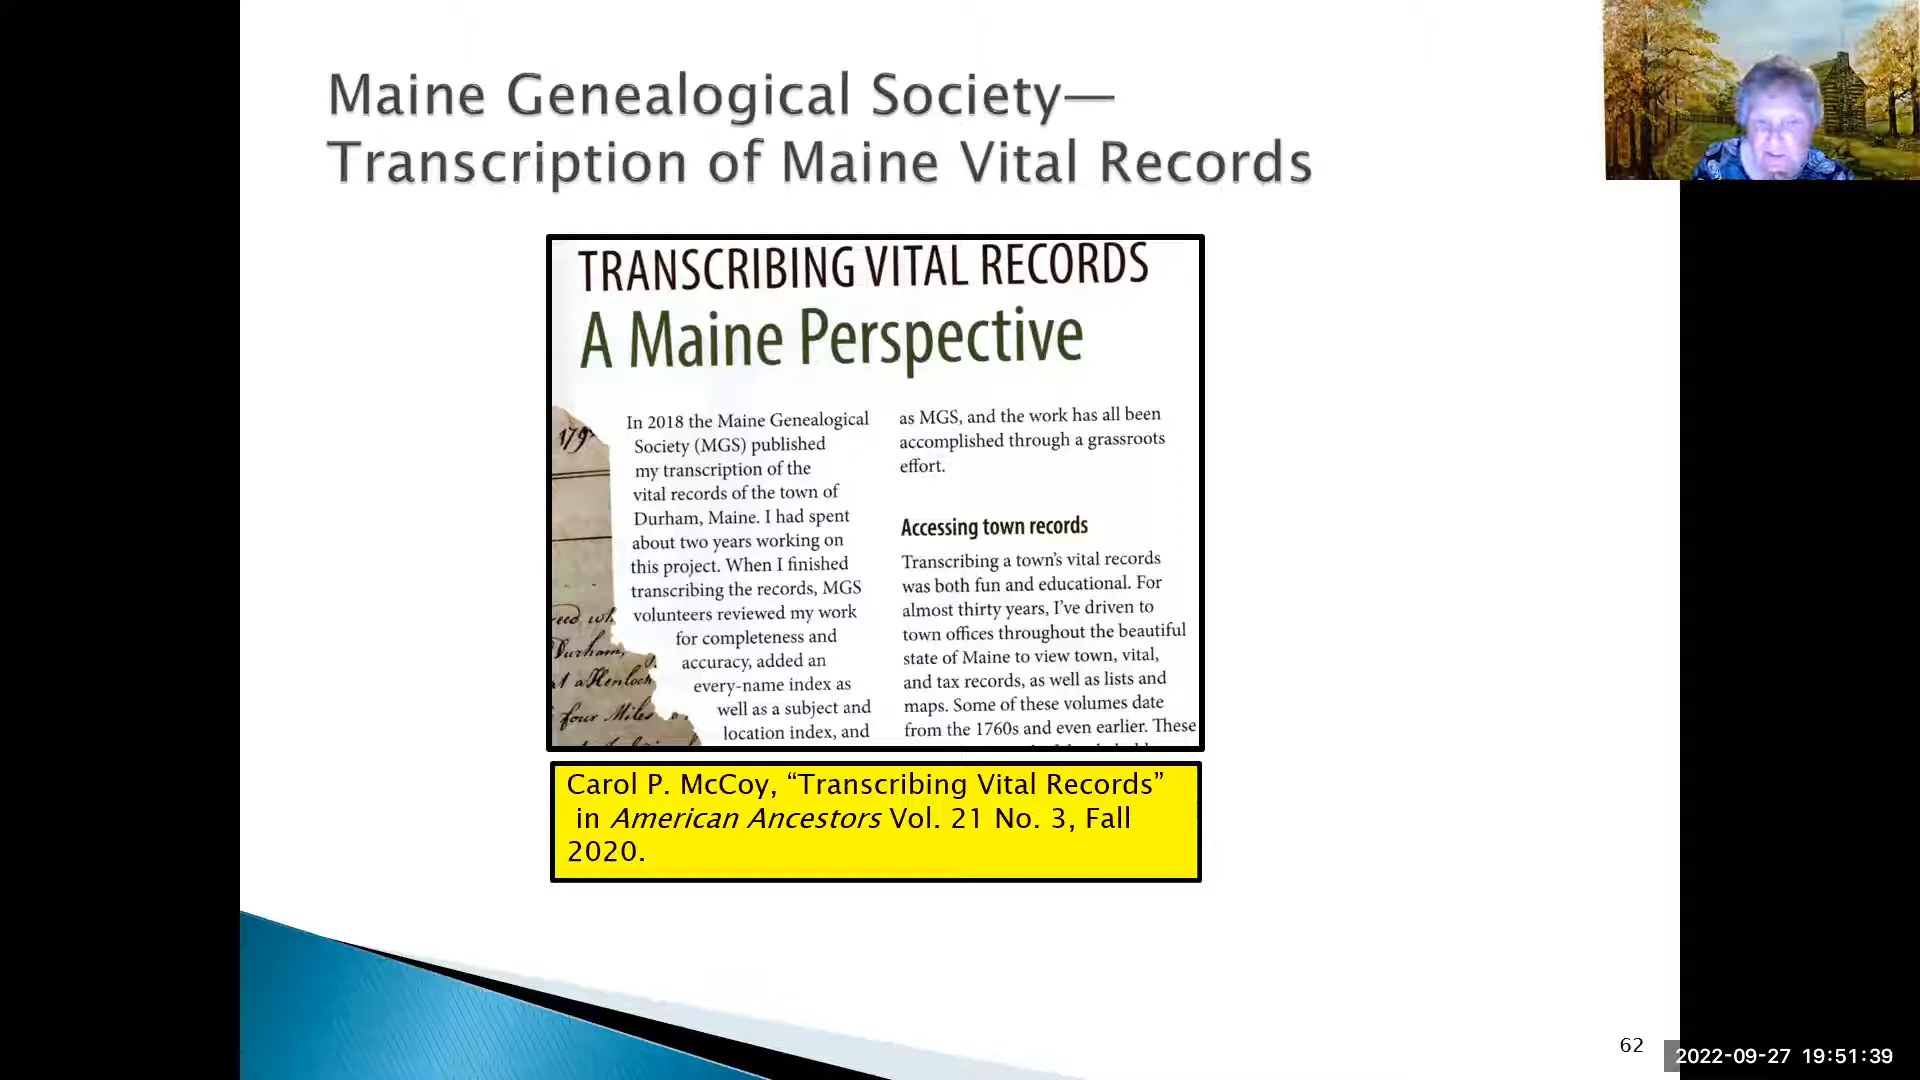 Maine Genealogical Society—
Transcription of Maine Vital Records
TRANSCRIBING VITAL RECORDS
A Maine Perspective
179
In 2018 the Maine Genealogical
Society (MGS) published
my transcription of the
vital records of the town of
Durham, Maine. I had spent
about two years working on
this project. When I finished
transcribing the records, MGS
volunteers reviewed my work
for completeness and
accuracy, added an
every-name index as
well as a subject and
location index, and
Durham,
four Miles
as MGS, and the work has all been
accomplished through a grassroots
effort.
Accessing town records
Transcribing a town's vital records
was both fun and educational. For
almost thirty years, I've driven to
town offices throughout the beautiful
state of Maine to view town, vital,
and tax records, as well as lists and
maps. Some of these volumes date
from the 1760s and even earlier. These
Carol P. McCoy, “Transcribing Vital Records”
in American Ancestors Vol. 21 No. 3, Fall
2020.
62
2022-09-27 19:51:39